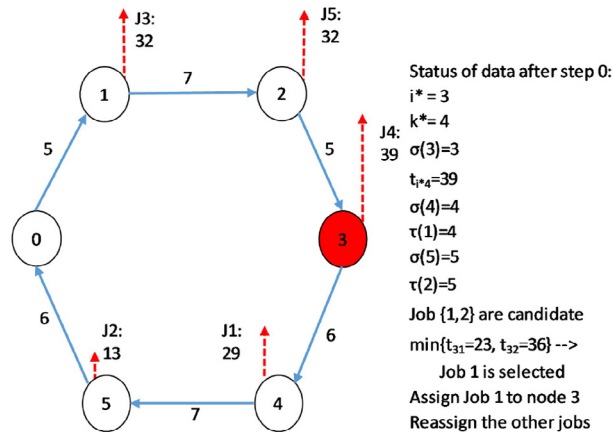 J3:
32
J5:
32
1
7
2
J4:
39
5
5
0
3
6
6
J2:
13
J1:
29
5
7
4
Status of data after step 0:
i* = 3
k*= 4
σ(3)=3
t_{i*4}=39
σ(4)=4
τ(1)=4
σ(5)=5
τ(2)=5
Job {1,2} are candidate
min{t₃₁=23, t₃₂=36} -->
Job 1 is selected
Assign Job 1 to node 3
Reassign the other jobs